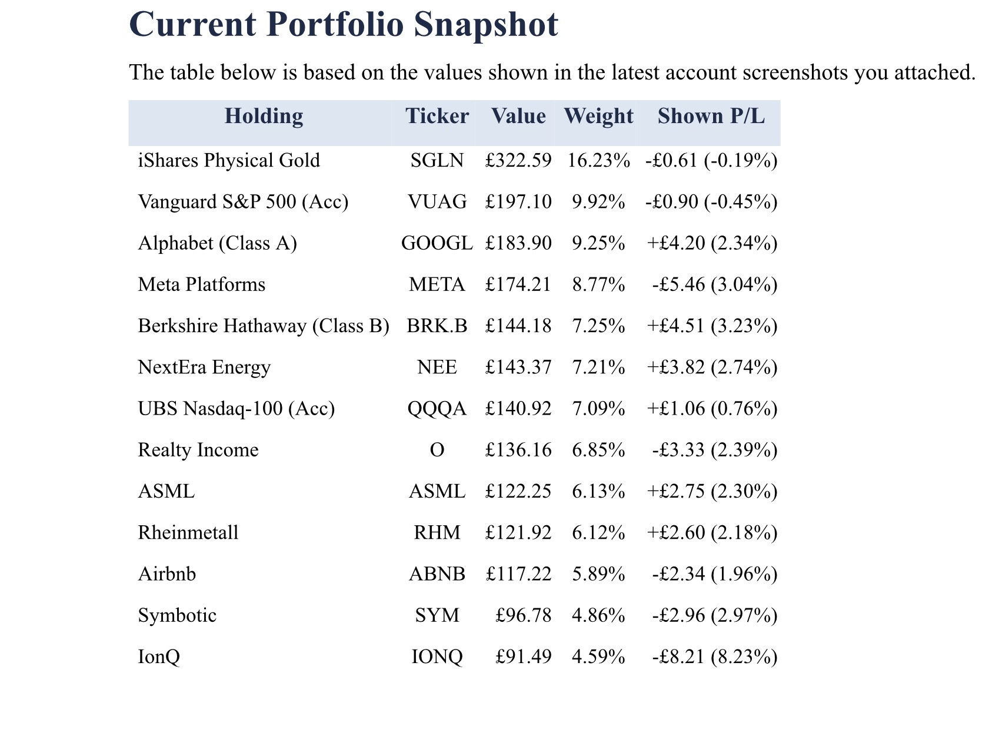 Current Portfolio Snapshot
The table below is based on the values shown in the latest account screenshots you attached.
Holding Ticker Value Weight Shown P/L
iShares Physical Gold SGLN £322.59 16.23% -£0.61 (-0.19%)
Vanguard S&P 500 (Acc) VUAG £197.10 9.92% -£0.90 (-0.45%)
Alphabet (Class A) GOOGL £183.90 9.25% +£4.20 (2.34%)
Meta Platforms META £174.21 8.77% -£5.46 (3.04%)
Berkshire Hathaway (Class B) BRK.B £144.18 7.25% +£4.51 (3.23%)
NextEra Energy NEE £143.37 7.21% +£3.82 (2.74%)
UBS Nasdaq-100 (Acc) QQQA £140.92 7.09% +£1.06 (0.76%)
Realty Income O £136.16 6.85% -£3.33 (2.39%)
ASML ASML £122.25 6.13% +£2.75 (2.30%)
Rheinmetall RHM £121.92 6.12% +£2.60 (2.18%)
Airbnb ABNB £117.22 5.89% -£2.34 (1.96%)
Symbotic SYM £96.78 4.86% -£2.96 (2.97%)
IonQ IONQ £91.49 4.59% -£8.21 (8.23%)